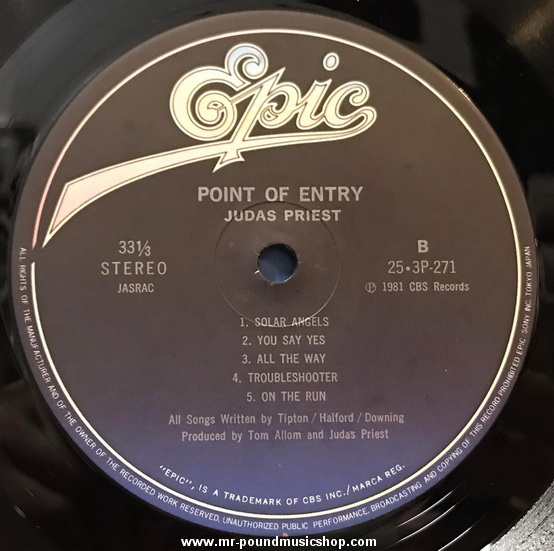 Epic
POINT OF ENTRY
JUDAS PRIEST
33⅓
STEREO
JASRAC
B
25•3P-271
Ⓟ 1981 CBS Records
1. SOLAR ANGELS
2. YOU SAY YES
3. ALL THE WAY
4. TROUBLESHOOTER
5. ON THE RUN
All Songs Written by Tipton/Halford/Downing
Produced by Tom Allom and Judas Priest
"EPIC", IS A TRADEMARK OF CBS INC./MARCA REG.
ALL RIGHTS OF THE MANUFACTURER AND OF THE OWNER OF THE RECORDED WORK RESERVED. UNAUTHORIZED PUBLIC PERFORMANCE, BROADCASTING AND COPYING OF THIS RECORD PROHIBITED EPIC/SONY INC. TOKYO JAPAN
www.mr-poundmusicshop.com